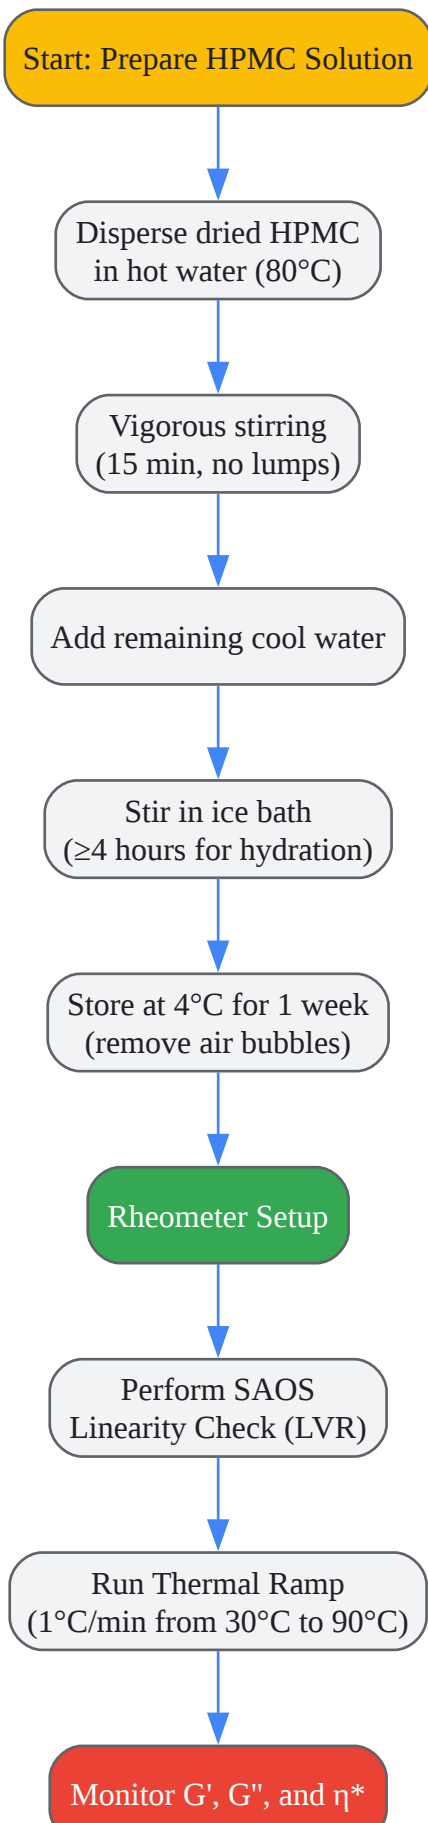 Start: Prepare HPMC Solution
Disperse dried HPMC
in hot water (80°C)
Vigorous stirring
(15 min, no lumps)
Add remaining cool water
Stir in ice bath
(≥4 hours for hydration)
Store at 4°C for 1 week
(remove air bubbles)
Rheometer Setup
Perform SAOS
Linearity Check (LVR)
Run Thermal Ramp
(1°C/min from 30°C to 90°C)
Monitor G', G", and η*